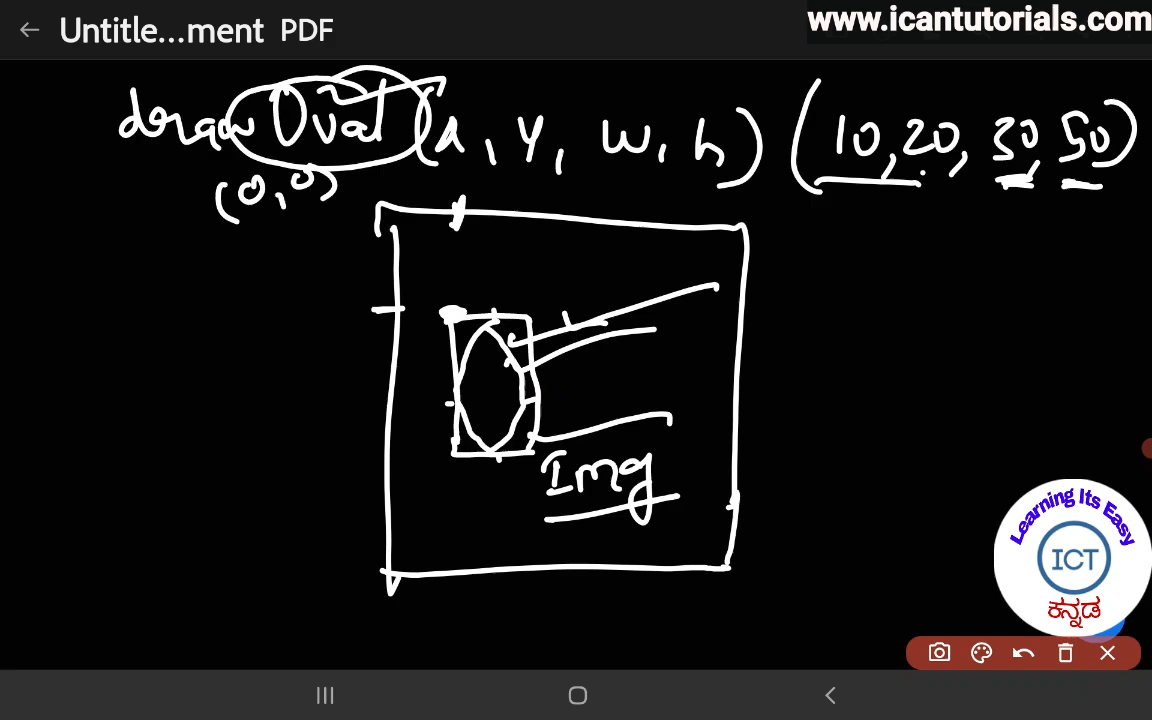 Untitle...ment PDF
www.icantutorials.com
drawOval(x, y, w, h) (10, 20, 30, 50)
(0, 0)
Img
Learning Its Easy
ICT
ಕನ್ನಡ